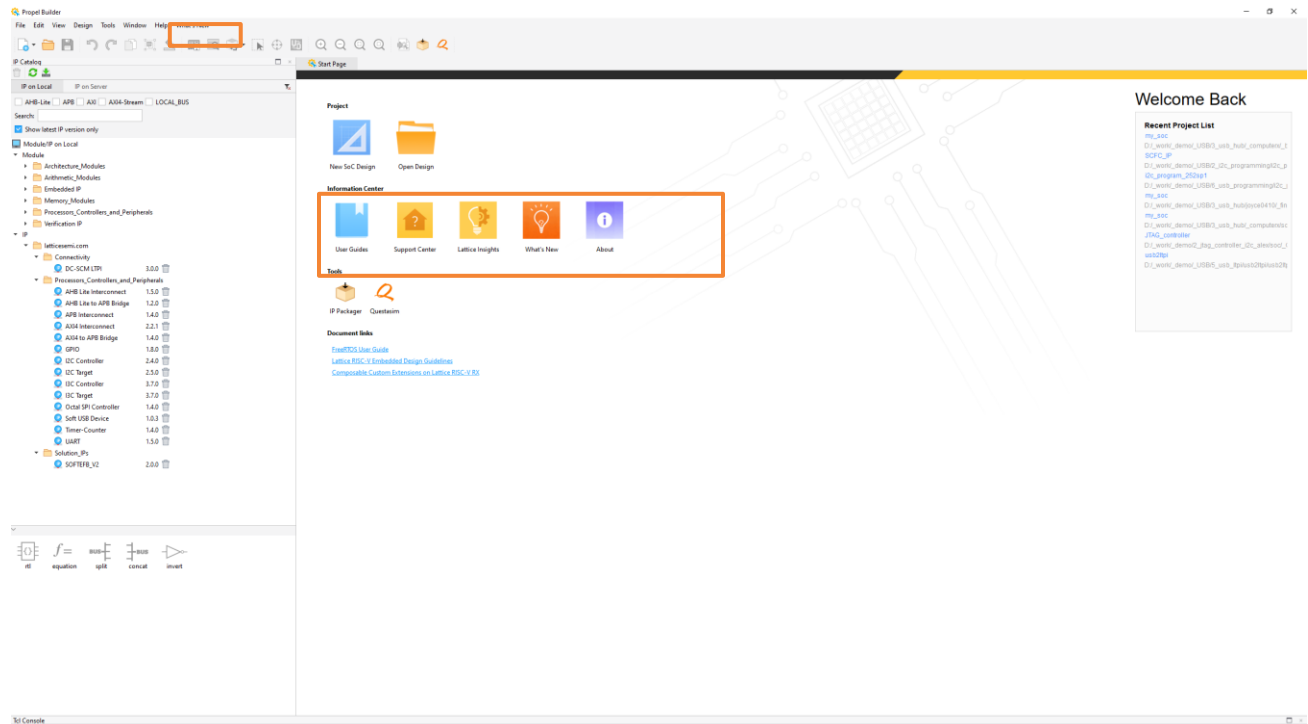 Propel Builder
File Edit View Design Tools Window Help What's New
IP Catalog
Start Page
IP on Local IP on Server
AHB-Lite APB AXI AXI4-Stream LOCAL_BUS
Search:
Show latest IP version only
Module/IP on Local
Module
Architecture_Modules
Arithmetic_Modules
Embedded IP
Memory_Modules
Processors_Controllers_and_Peripherals
Verification IP
IP
latticesemi.com
Connectivity
DC-SCM LTPI 3.0.0
Processors_Controllers_and_Peripherals
AHB Lite Interconnect 1.5.0
AHB Lite to APB Bridge 1.2.0
APB Interconnect 1.4.0
AXI4 Interconnect 2.2.1
AXI4 to APB Bridge 1.4.0
GPIO 1.8.0
I2C Controller 2.4.0
I2C Target 2.5.0
I3C Controller 3.7.0
I3C Target 3.7.0
Octal SPI Controller 1.4.0
Soft USB Device 1.0.3
Timer-Counter 1.4.0
UART 1.5.0
Solution_IPs
SOFTEFB_V2 2.0.0
rtl equation split concat invert
Project
New SoC Design Open Design
Information Center
User Guides Support Center Lattice Insights What's New About
Tools
IP Packager Questasim
Document links
FreeRTOS User Guide
Lattice RISC-V Embedded Design Guidelines
Composable Custom Extensions on Lattice RISC-V RX
Welcome Back
Recent Project List
my_soc
SCFC_IP
i2c_program_202sp1
my_soc
my_soc
JTAG_controller
usb2ltpi
Tcl Console